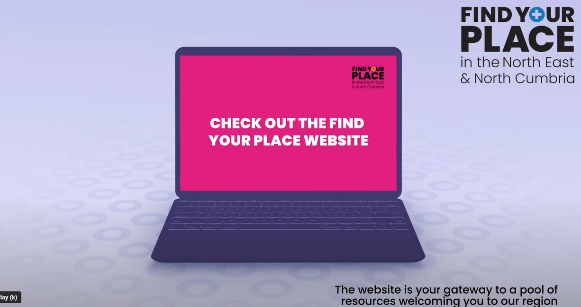 FIND YOUR
PLACE
in the North East
& North Cumbria
FIND YOUR
PLACE
in the North East
& North Cumbria
CHECK OUT THE FIND
YOUR PLACE WEBSITE
lay (k)
The website is your gateway to a pool of
resources welcoming you to our region